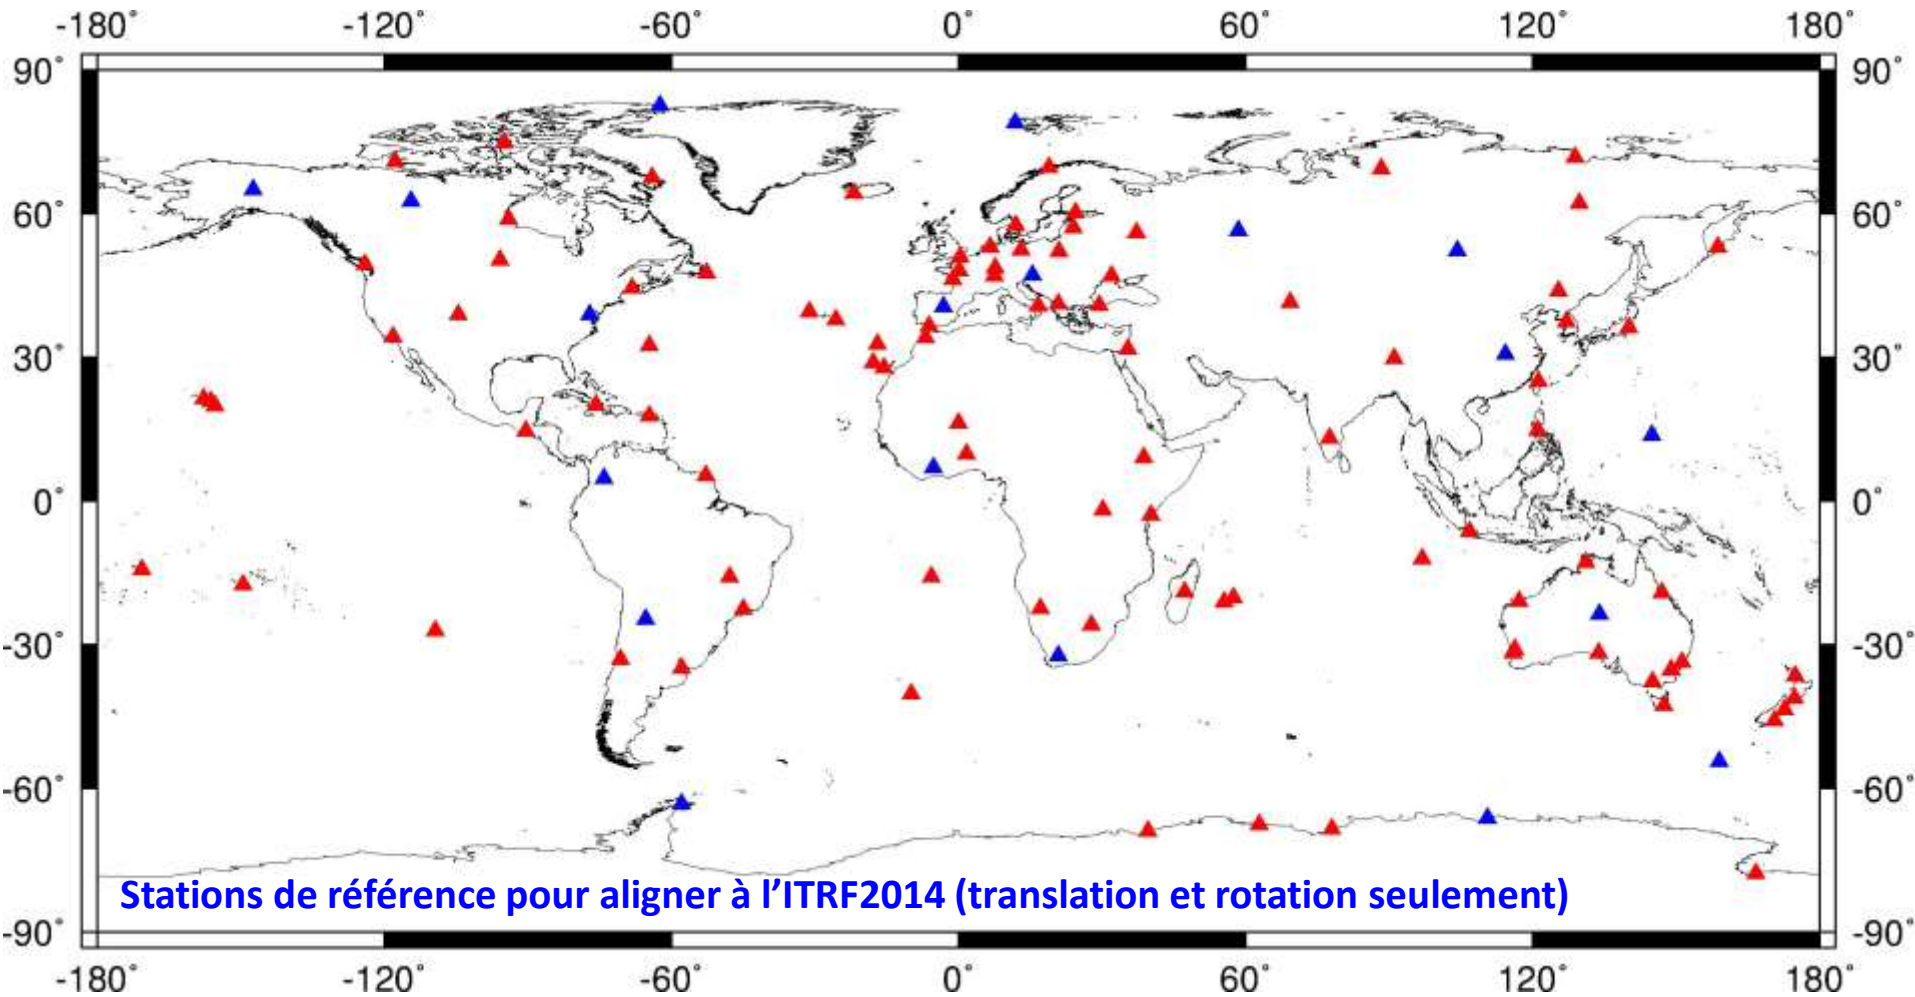 -180° -120° -60° 0° 60° 120° 180°
90° 90°
60° 60°
30° 30°
0° 0°
-30° -30°
-60° -60°
Stations de référence pour aligner à l’ITRF2014 (translation et rotation seulement)
-90° -90°
-180° -120° -60° 0° 60° 120° 180°